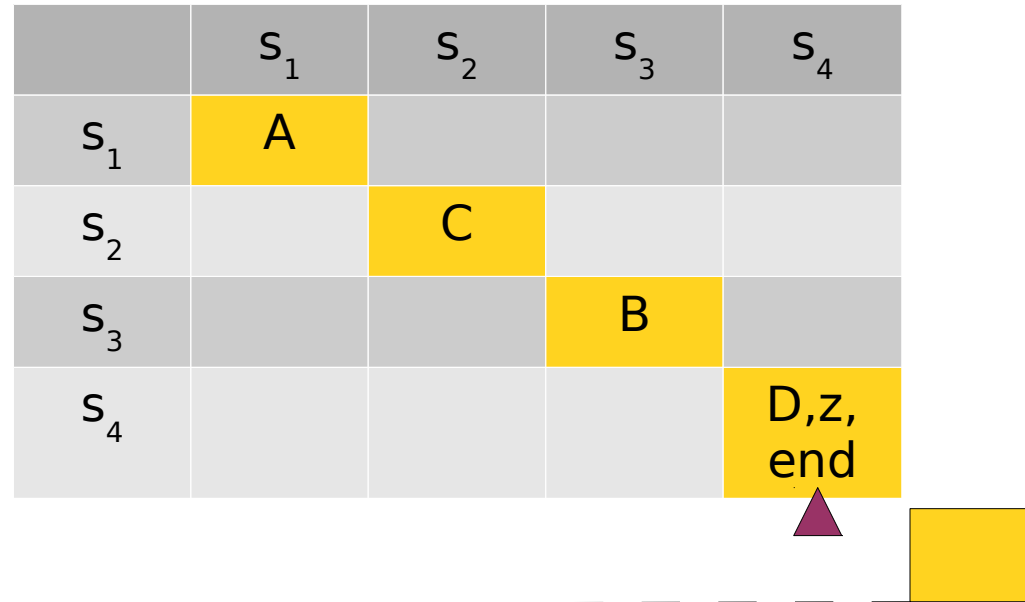 s₁ s₂ s₃ s₄
s₁ A
s₂ C
s₃ B
s₄ D,z,
end